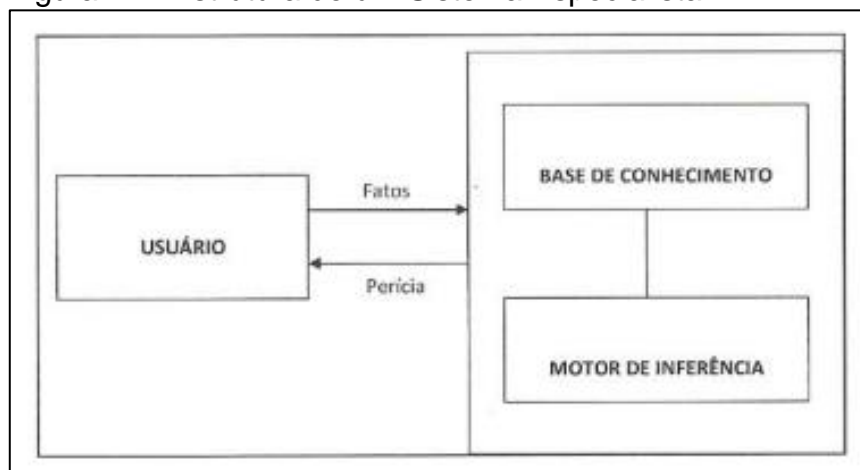 Fatos
BASE DE CONHECIMENTO
USUÁRIO
Perícia
MOTOR DE INFERÊNCIA